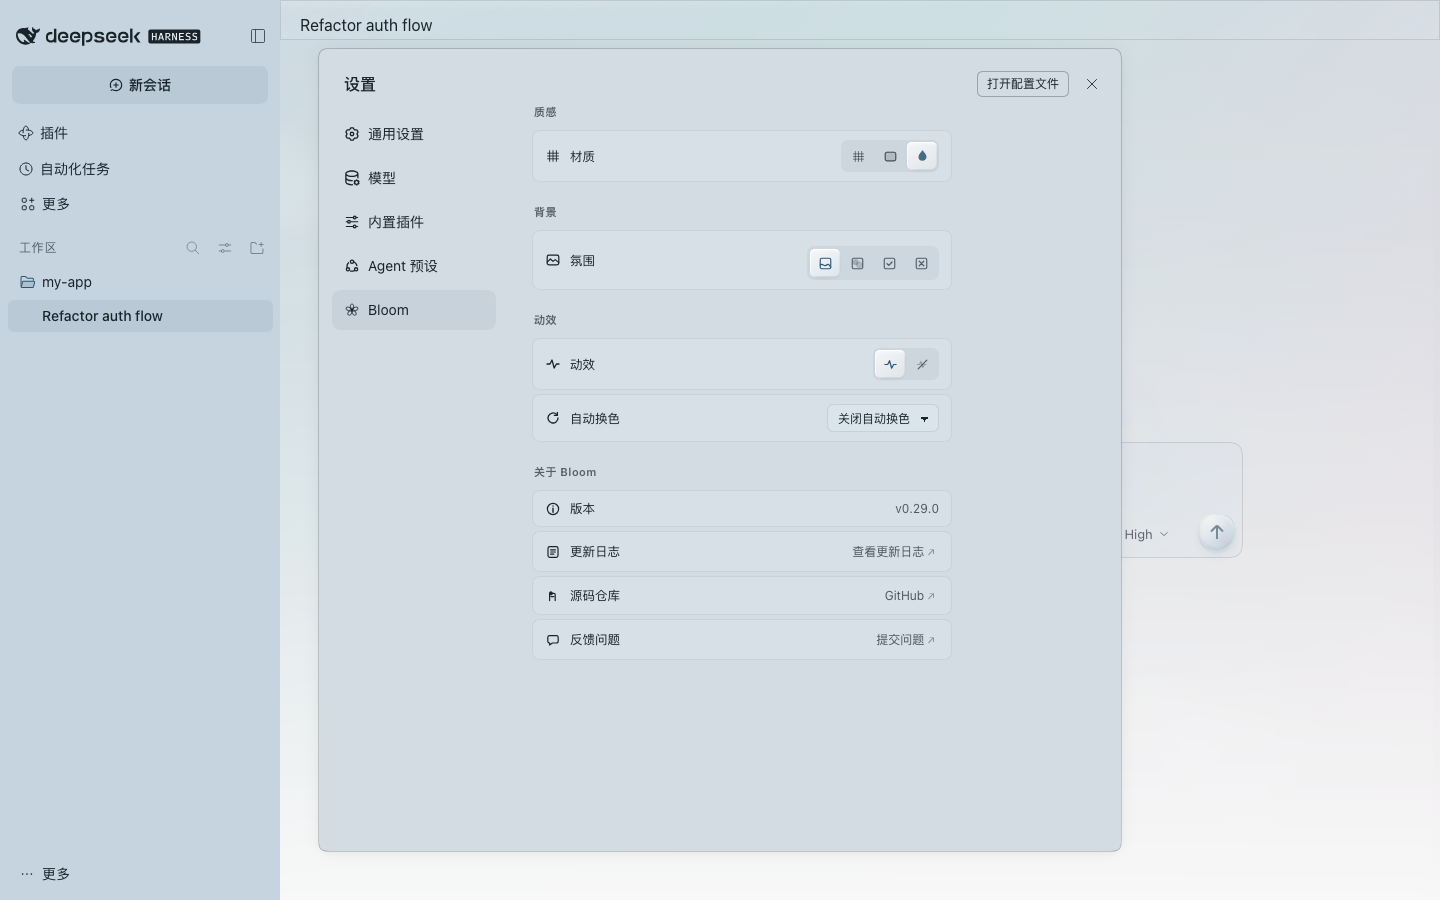 deepseek HARNESS
新会话
插件
自动化任务
更多
工作区
my-app
Refactor auth flow
更多
Refactor auth flow
设置
打开配置文件
通用设置
模型
内置插件
Agent 预设
Bloom
质感
材质
背景
氛围
动效
动效
自动换色
关闭自动换色
关于 Bloom
版本
v0.29.0
更新日志
查看更新日志
源码仓库
GitHub
反馈问题
提交问题
High